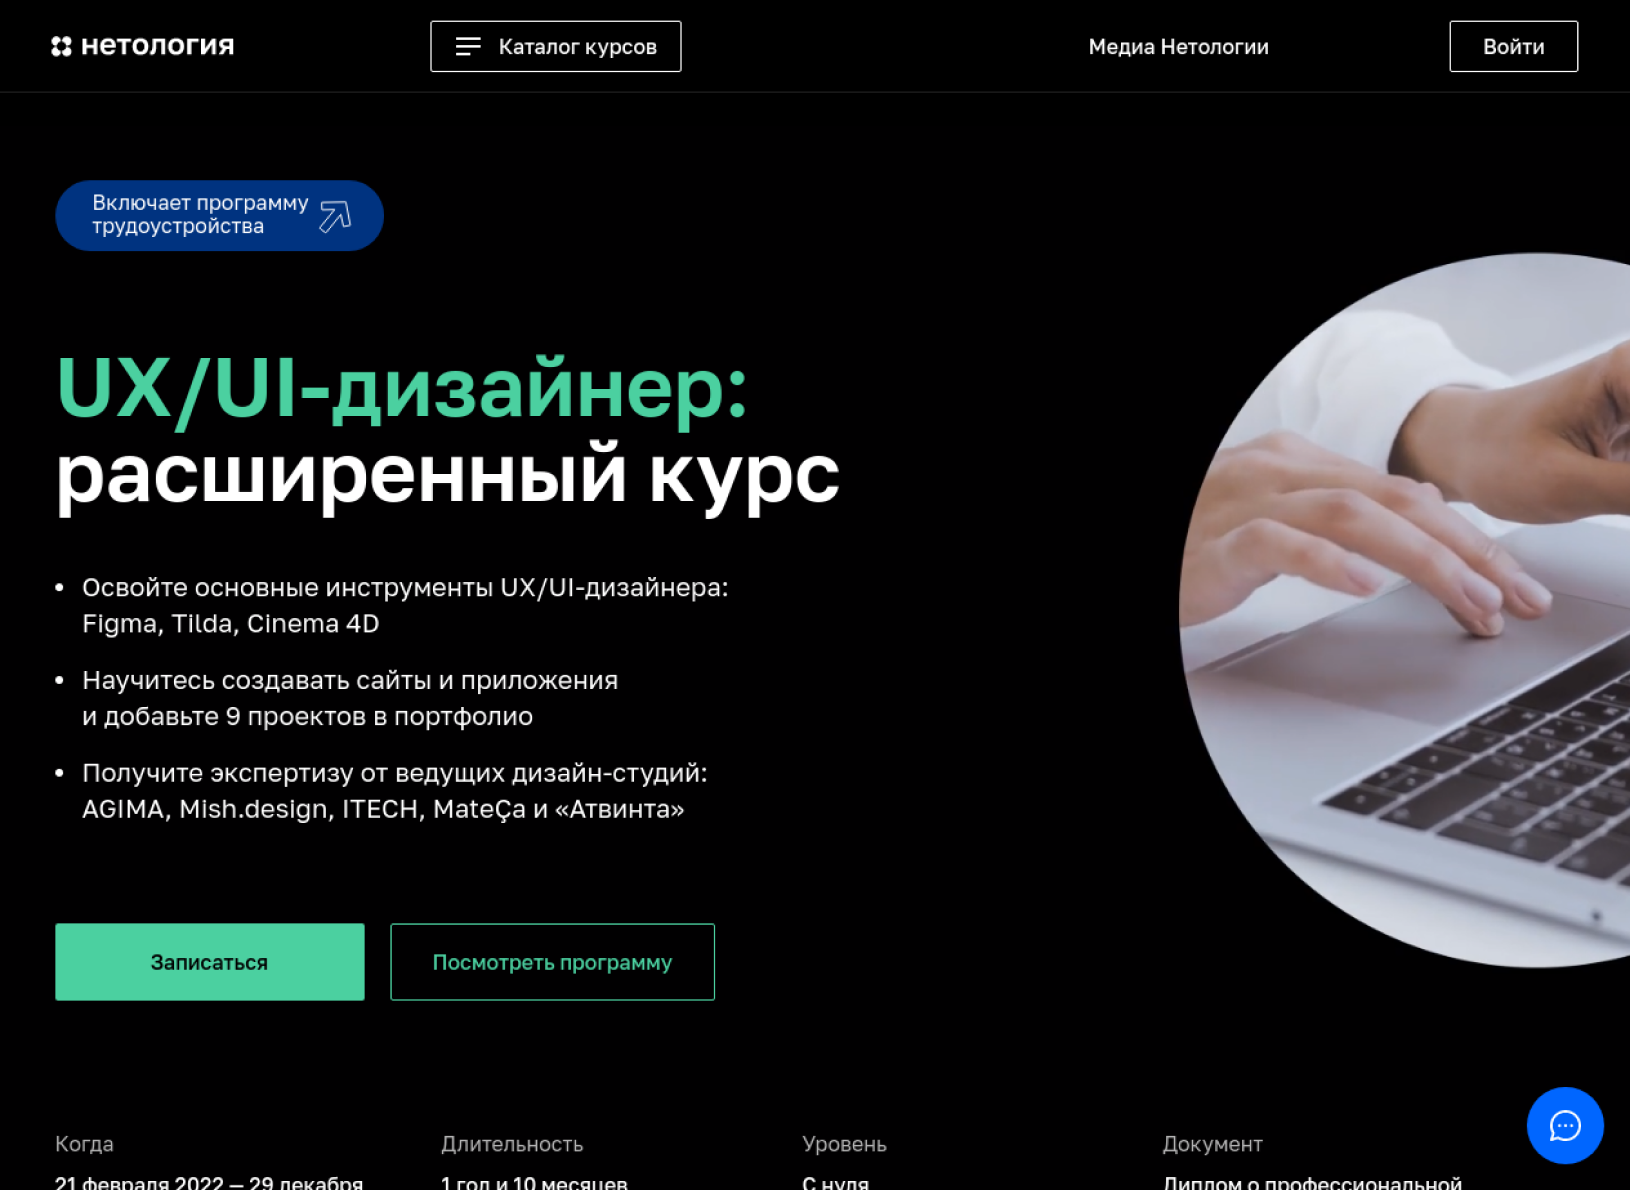 нетология
Каталог курсов
Медиа Нетологии
Войти
Включает программу
трудоустройства
UX/UI-дизайнер:
расширенный курс
• Освойте основные инструменты UX/UI-дизайнера:
Figma, Tilda, Cinema 4D
• Научитесь создавать сайты и приложения
и добавьте 9 проектов в портфолио
• Получите экспертизу от ведущих дизайн-студий:
AGIMA, Mish.design, ITECH, MateÇa и «Атвинта»
Записаться
Посмотреть программу
Когда
Длительность
Уровень
Документ
21 февраля 2022 — 29 декабря
1 год и 10 месяцев
С нуля
Диплом о профессиональной